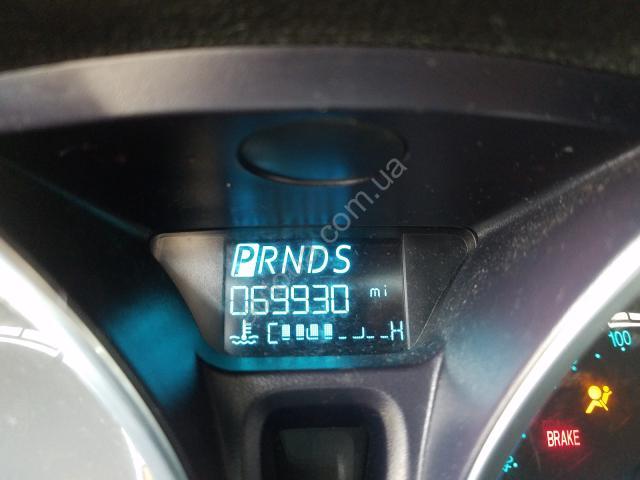 PRNDS
069930 mi
C H
100
BRAKE
com.ua